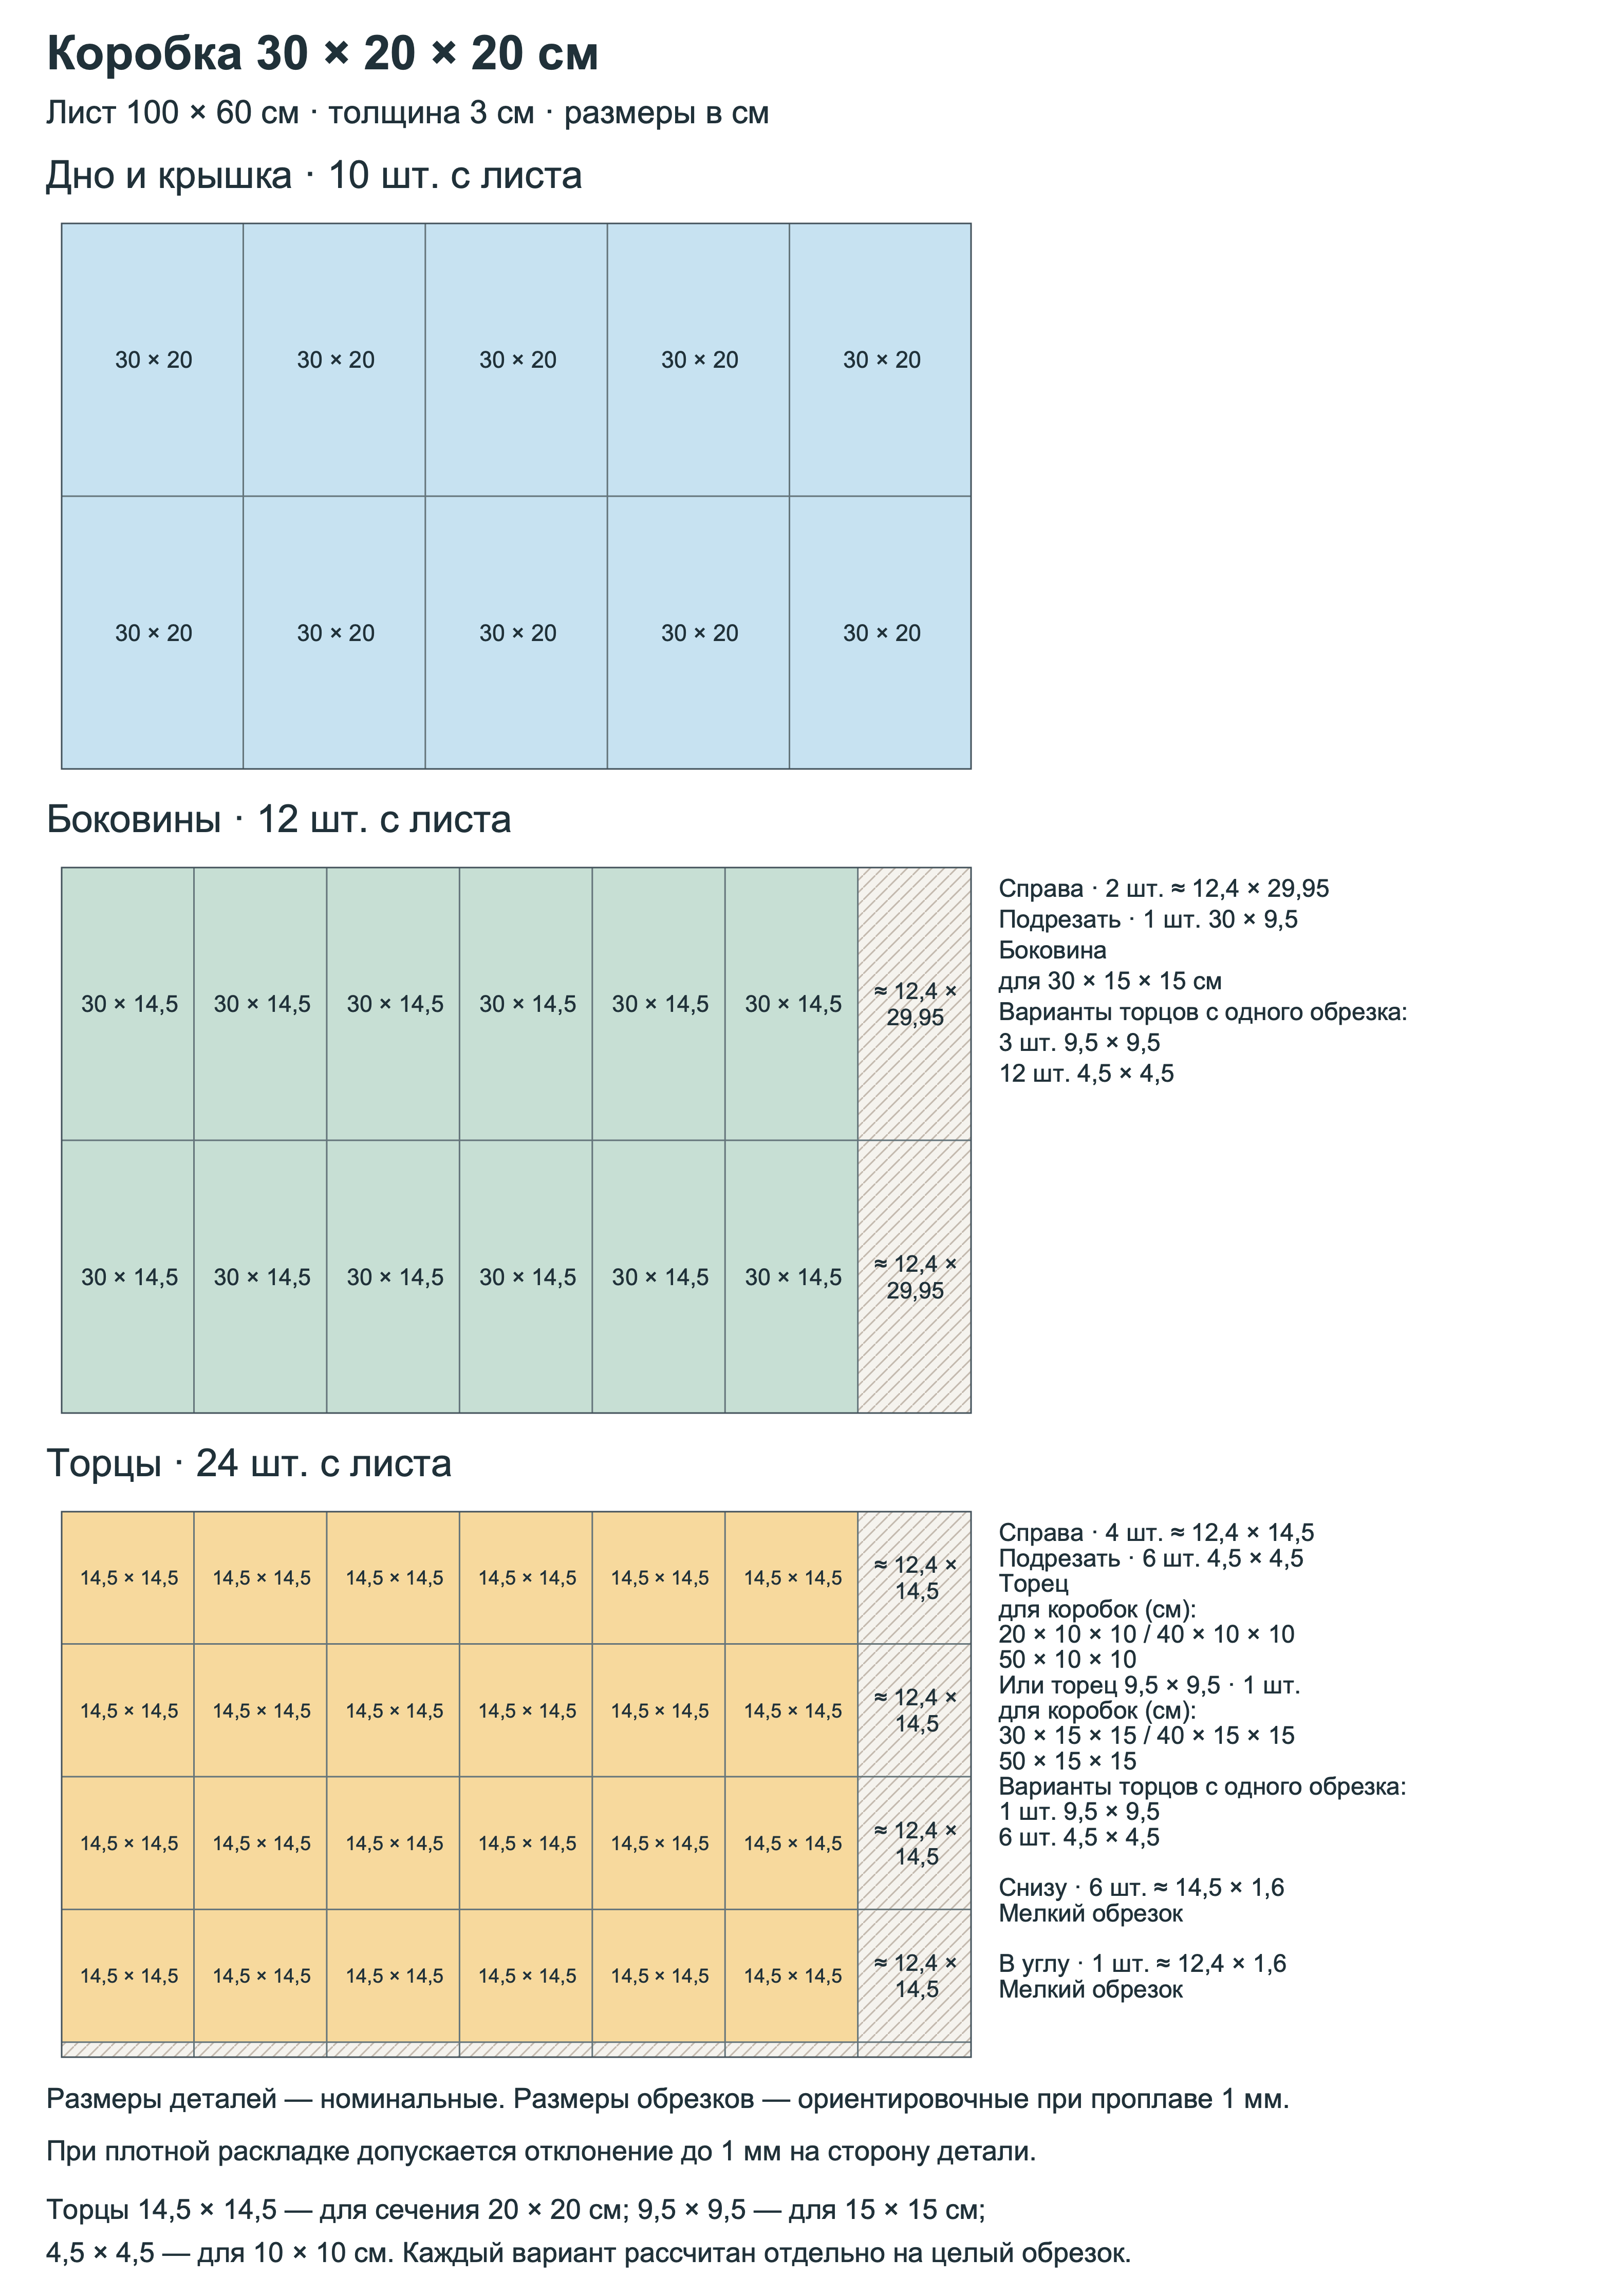 Коробка 30 × 20 × 20 см
Лист 100 × 60 см · толщина 3 см · размеры в см
Дно и крышка · 10 шт. с листа
30 × 20 30 × 20 30 × 20 30 × 20 30 × 20
30 × 20 30 × 20 30 × 20 30 × 20 30 × 20
Боковины · 12 шт. с листа
30 × 14,5 30 × 14,5 30 × 14,5 30 × 14,5 30 × 14,5 30 × 14,5
≈ 12,4 ×
29,95
30 × 14,5 30 × 14,5 30 × 14,5 30 × 14,5 30 × 14,5 30 × 14,5
≈ 12,4 ×
29,95
Справа · 2 шт. ≈ 12,4 × 29,95
Подрезать · 1 шт. 30 × 9,5
Боковина
для 30 × 15 × 15 см
Варианты торцов с одного обрезка:
3 шт. 9,5 × 9,5
12 шт. 4,5 × 4,5
Торцы · 24 шт. с листа
14,5 × 14,5 14,5 × 14,5 14,5 × 14,5 14,5 × 14,5 14,5 × 14,5 14,5 × 14,5
≈ 12,4 ×
14,5
14,5 × 14,5 14,5 × 14,5 14,5 × 14,5 14,5 × 14,5 14,5 × 14,5 14,5 × 14,5
≈ 12,4 ×
14,5
14,5 × 14,5 14,5 × 14,5 14,5 × 14,5 14,5 × 14,5 14,5 × 14,5 14,5 × 14,5
≈ 12,4 ×
14,5
14,5 × 14,5 14,5 × 14,5 14,5 × 14,5 14,5 × 14,5 14,5 × 14,5 14,5 × 14,5
≈ 12,4 ×
14,5
Справа · 4 шт. ≈ 12,4 × 14,5
Подрезать · 6 шт. 4,5 × 4,5
Торец
для коробок (см):
20 × 10 × 10 / 40 × 10 × 10
50 × 10 × 10
Или торец 9,5 × 9,5 · 1 шт.
для коробок (см):
30 × 15 × 15 / 40 × 15 × 15
50 × 15 × 15
Варианты торцов с одного обрезка:
1 шт. 9,5 × 9,5
6 шт. 4,5 × 4,5
Снизу · 6 шт. ≈ 14,5 × 1,6
Мелкий обрезок
В углу · 1 шт. ≈ 12,4 × 1,6
Мелкий обрезок
Размеры деталей — номинальные. Размеры обрезков — ориентировочные при проплаве 1 мм.
При плотной раскладке допускается отклонение до 1 мм на сторону детали.
Торцы 14,5 × 14,5 — для сечения 20 × 20 см; 9,5 × 9,5 — для 15 × 15 см;
4,5 × 4,5 — для 10 × 10 см. Каждый вариант рассчитан отдельно на целый обрезок.